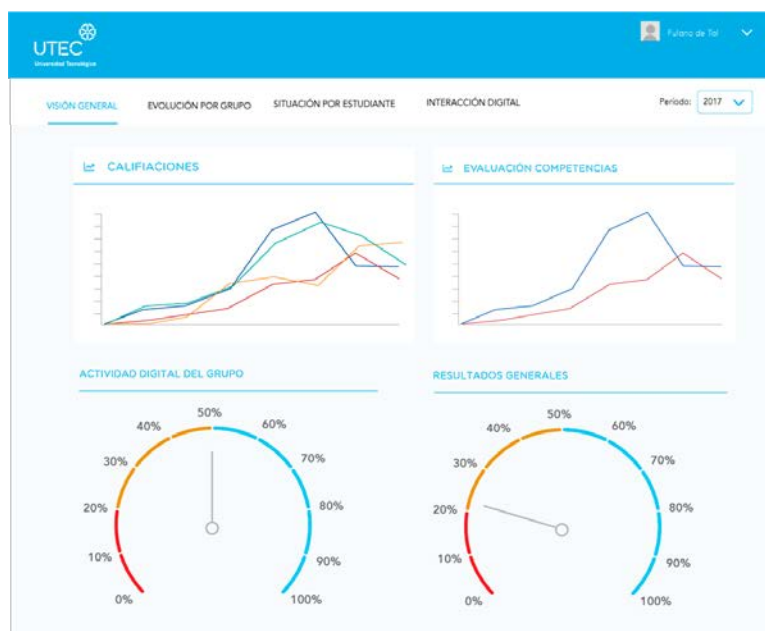 UTEC
Universidad Tecnológica
Fulano de Tal
VISIÓN GENERAL
EVOLUCIÓN POR GRUPO
SITUACIÓN POR ESTUDIANTE
INTERACCIÓN DIGITAL
Período: 2017
CALIFIACIONES
EVALUACIÓN COMPETENCIAS
ACTIVIDAD DIGITAL DEL GRUPO
0%
10%
20%
30%
40%
50%
60%
70%
80%
90%
100%
RESULTADOS GENERALES
0%
10%
20%
30%
40%
50%
60%
70%
80%
90%
100%